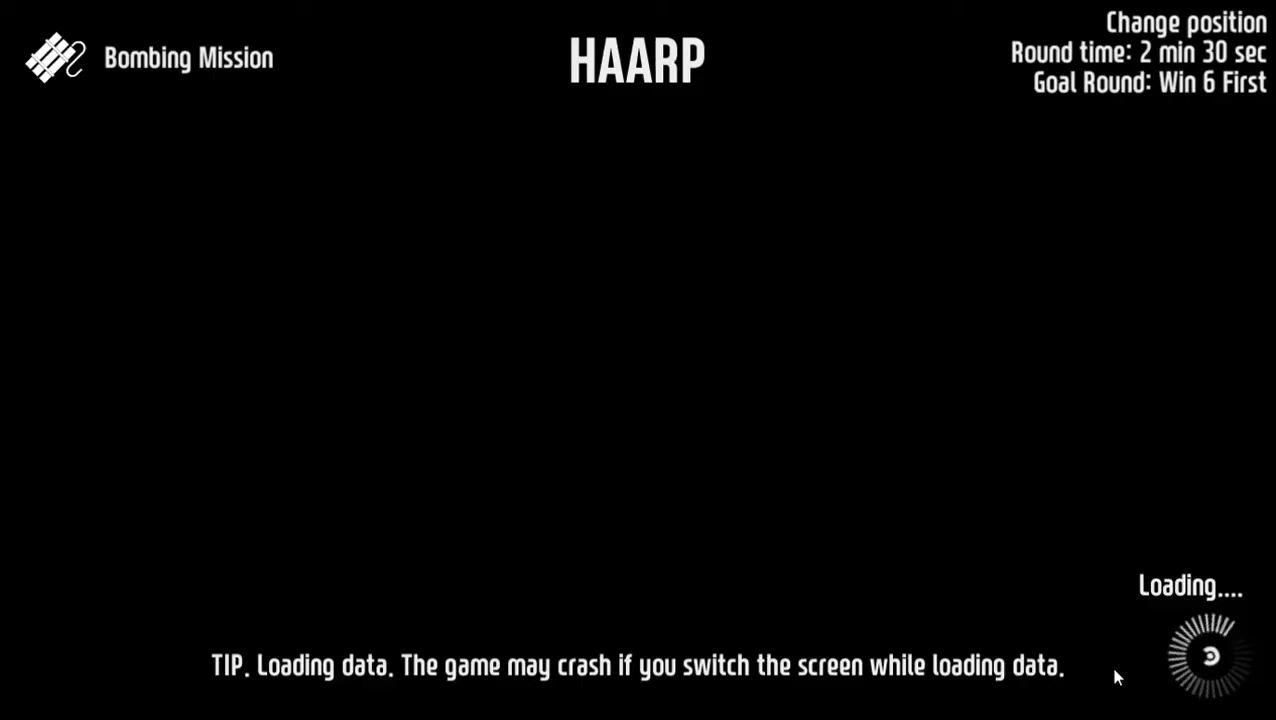 Bombing Mission
HAARP
Change position
Round time: 2 min 30 sec
Goal Round: Win 6 First
Loading....
TIP. Loading data. The game may crash if you switch the screen while loading data.